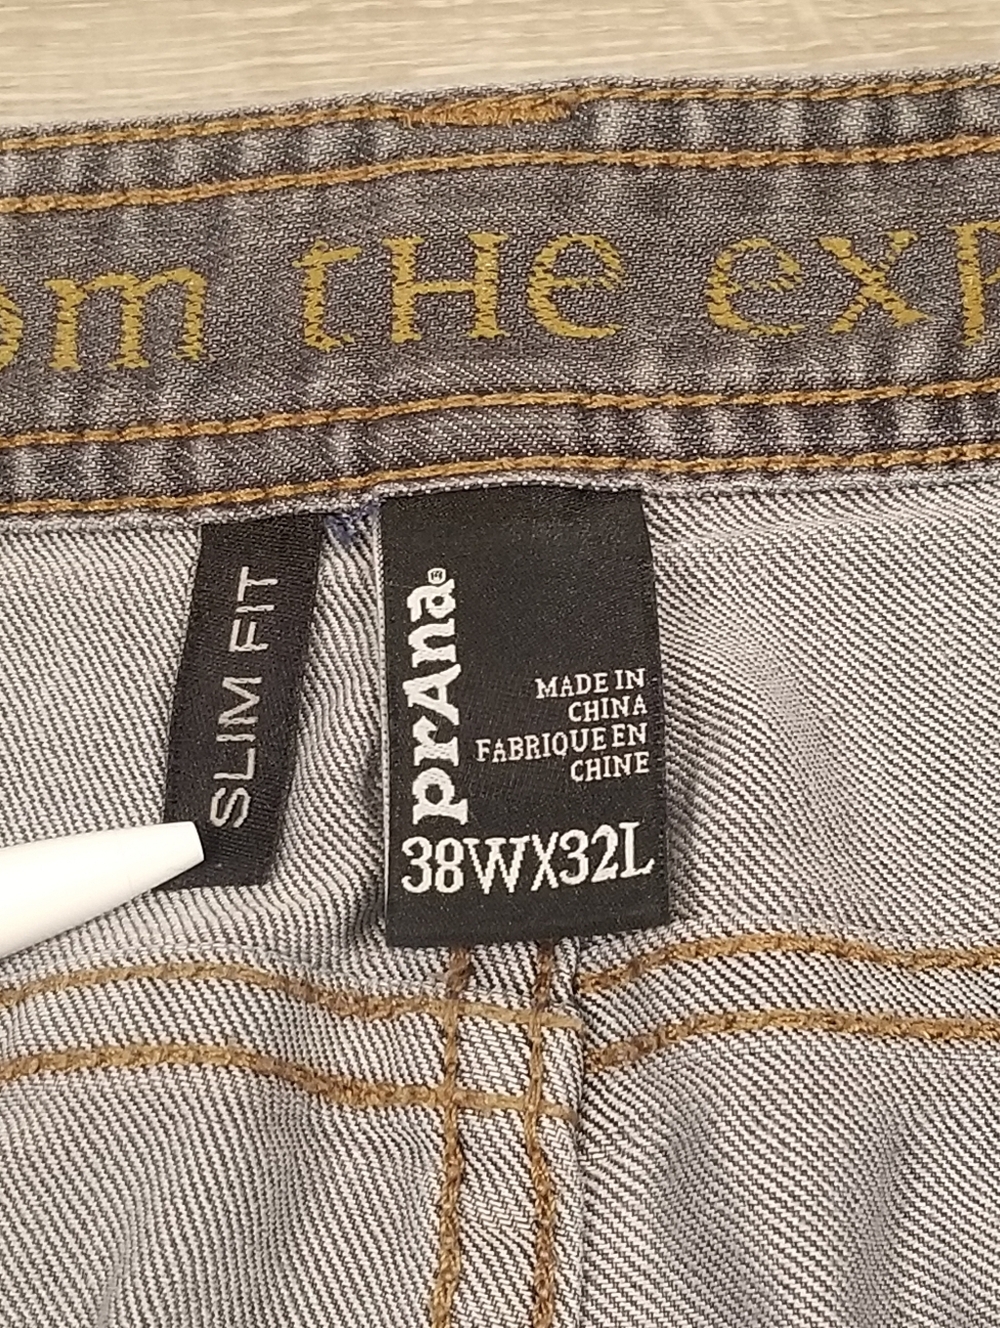 om tHe exp
SLIM FIT
prAna®
MADE IN
CHINA
FABRIQUE EN
CHINE
38WX32L